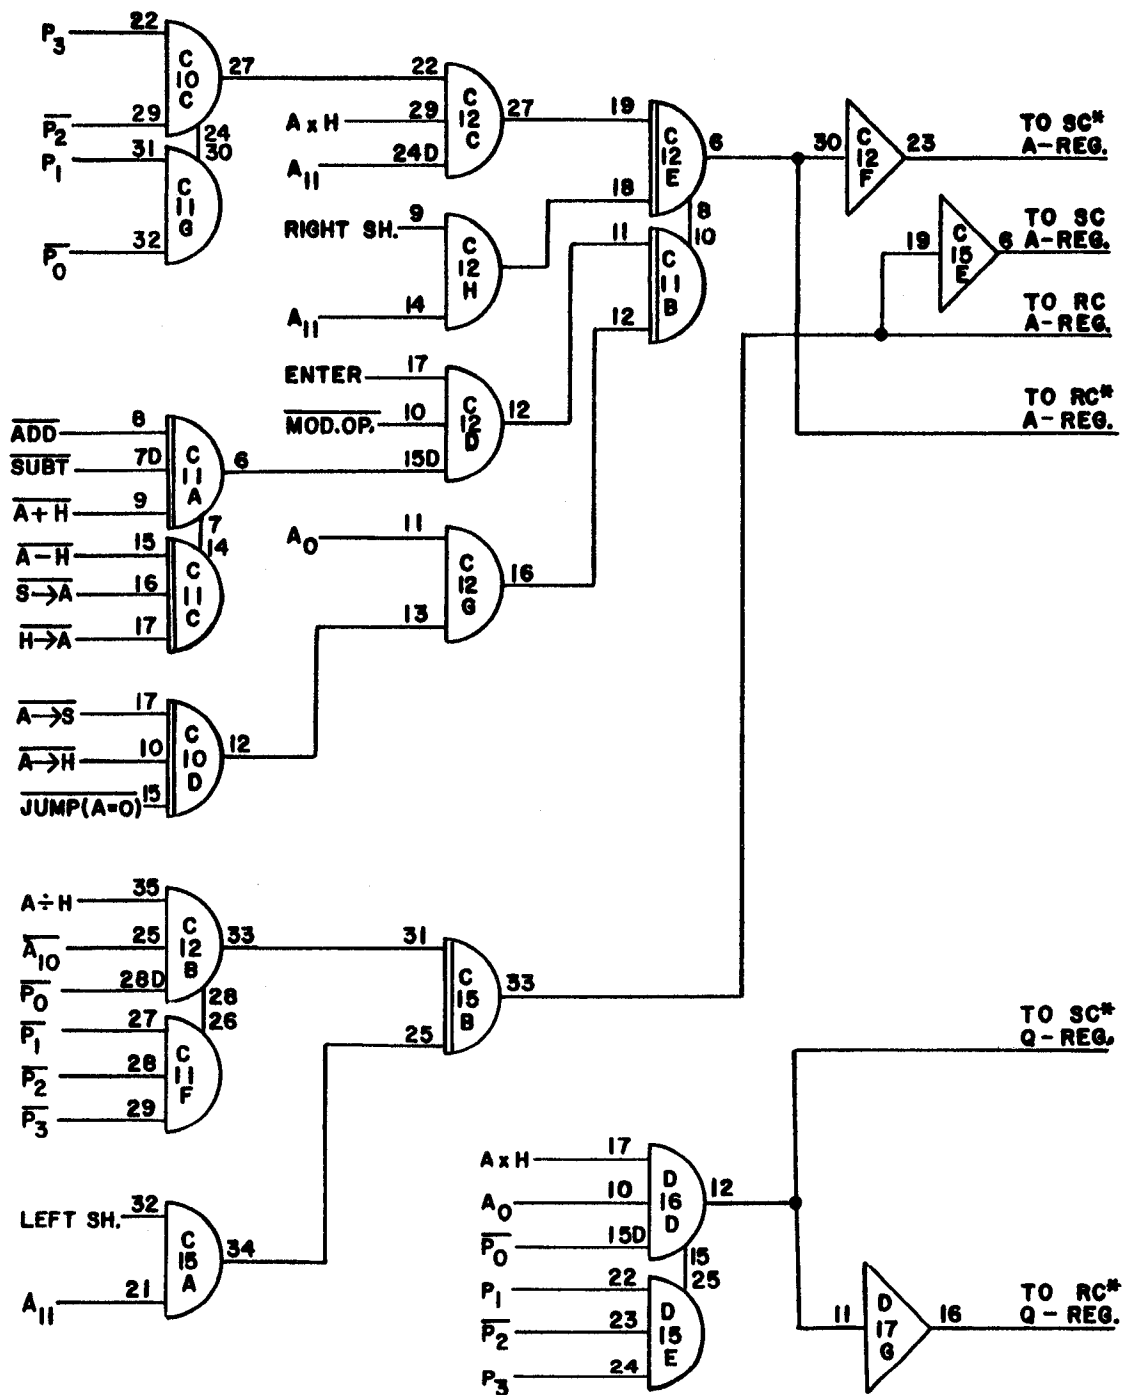 P3 22
C 10 C
27
P2 29
24
30
P1 31
C 11 G
P0 32
22
A x H 29
A11 24D
C 12 C
27
RIGHT SH. 9
A11 14
C 12 H
19
18
C 12 E
6
8
10
11
12
C 11 B
30
C 12 F
23
TO SC*
A-REG.
19
C 15 E
6
TO SC
A-REG.
TO RC
A-REG.
TO RC*
A-REG.
ENTER 17
MOD.OP. 10
15D
C 12 D
12
ADD 8
SUBT 7D
A+H 9
C 11 A
6
7
14
A-H 15
S→A 16
H→A 17
C 11 C
A0 11
13
C 12 G
16
A→S 17
A→H 10
JUMP(A=0) 15
C 10 D
12
A÷H 35
A10 25
P0 28D
C 12 B
33
28
26
P1 27
P2 28
P3 29
C 11 F
31
25
C 15 B
33
LEFT SH. 32
A11 21
C 15 A
34
A x H 17
A0 10
P0 15D
D 16 D
12
15
25
P1 22
P2 23
P3 24
D 15 E
TO SC*
Q-REG.
11
D 17 G
16
TO RC*
Q-REG.